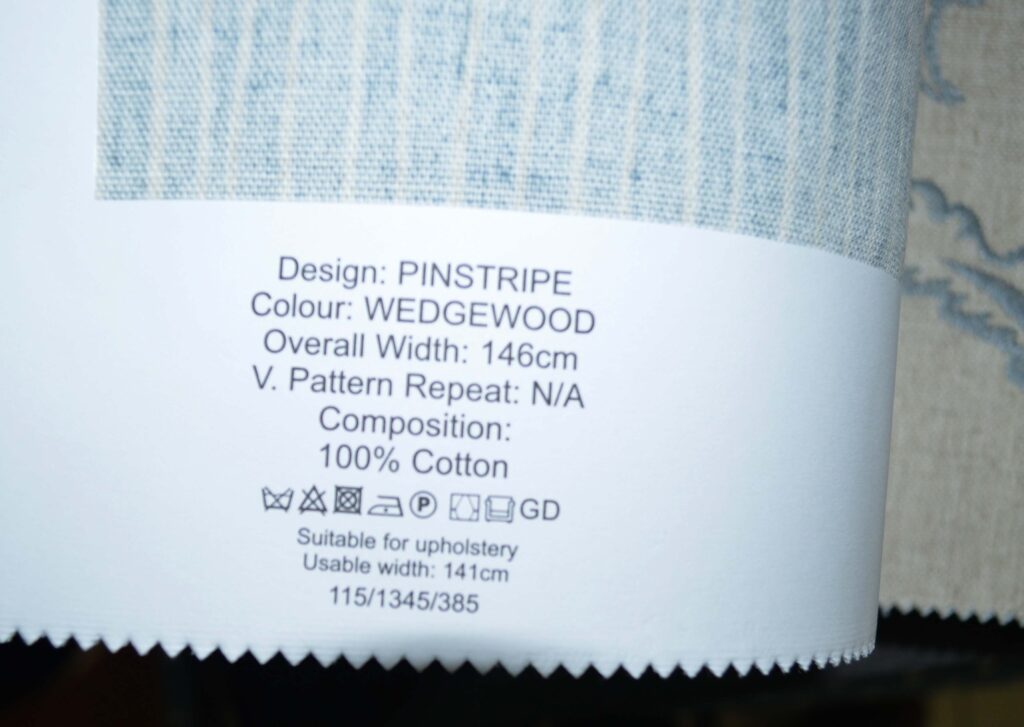 Design: PINSTRIPE
Colour: WEDGEWOOD
Overall Width: 146cm
V. Pattern Repeat: N/A
Composition:
100% Cotton
P GD
Suitable for upholstery
Usable width: 141cm
115/1345/385